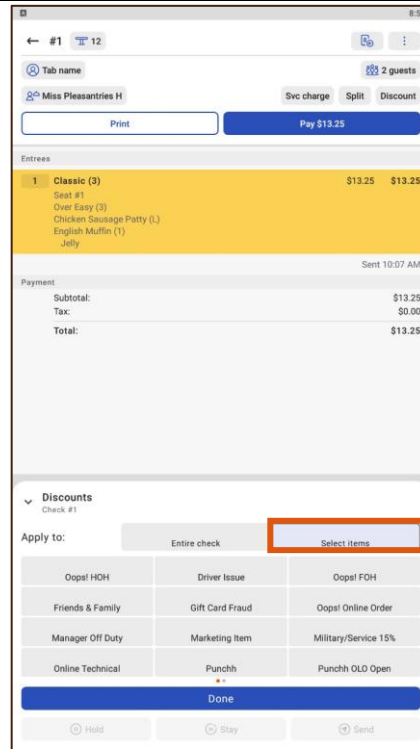 8:5
← #1 12
Tab name 2 guests
Miss Pleasantries H Svc charge Split Discount
Print Pay $13.25
Entrees
1 Classic (3) $13.25 $13.25
Seat #1
Over Easy (3)
Chicken Sausage Patty (L)
English Muffin (1)
Jelly
Sent 10:07 AM
Payment
Subtotal: $13.25
Tax: $0.00
Total: $13.25
Discounts
Check #1
Apply to: Entire check Select items
Oops! HOH Driver Issue Oops! FOH
Friends & Family Gift Card Fraud Oops! Online Order
Manager Off Duty Marketing Item Military/Service 15%
Online Technical Punchh Punchh OLO Open
Done
Hold Stay Send